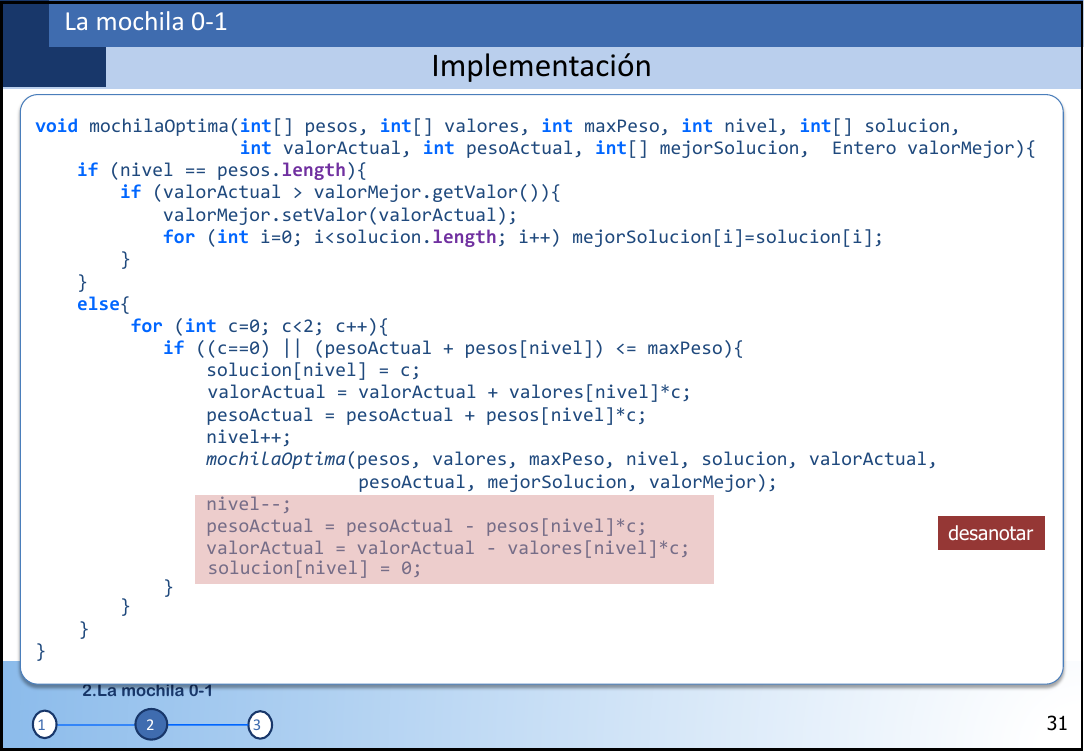 La mochila 0-1
Implementación
void mochilaOptima(int[] pesos, int[] valores, int maxPeso, int nivel, int[] solucion,
int valorActual, int pesoActual, int[] mejorSolucion,  Entero valorMejor){
if (nivel == pesos.length){
if (valorActual > valorMejor.getValor()){
valorMejor.setValor(valorActual);
for (int i=0; i<solucion.length; i++) mejorSolucion[i]=solucion[i];
}
}
else{
for (int c=0; c<2; c++){
if ((c==0) || (pesoActual + pesos[nivel]) <= maxPeso){
solucion[nivel] = c;
valorActual = valorActual + valores[nivel]*c;
pesoActual = pesoActual + pesos[nivel]*c;
nivel++;
mochilaOptima(pesos, valores, maxPeso, nivel, solucion, valorActual,
pesoActual, mejorSolucion, valorMejor);
nivel--;
pesoActual = pesoActual - pesos[nivel]*c;
valorActual = valorActual - valores[nivel]*c;
solucion[nivel] = 0;
desanotar
}
}
}
}
2.La mochila 0-1
1 2 3
31